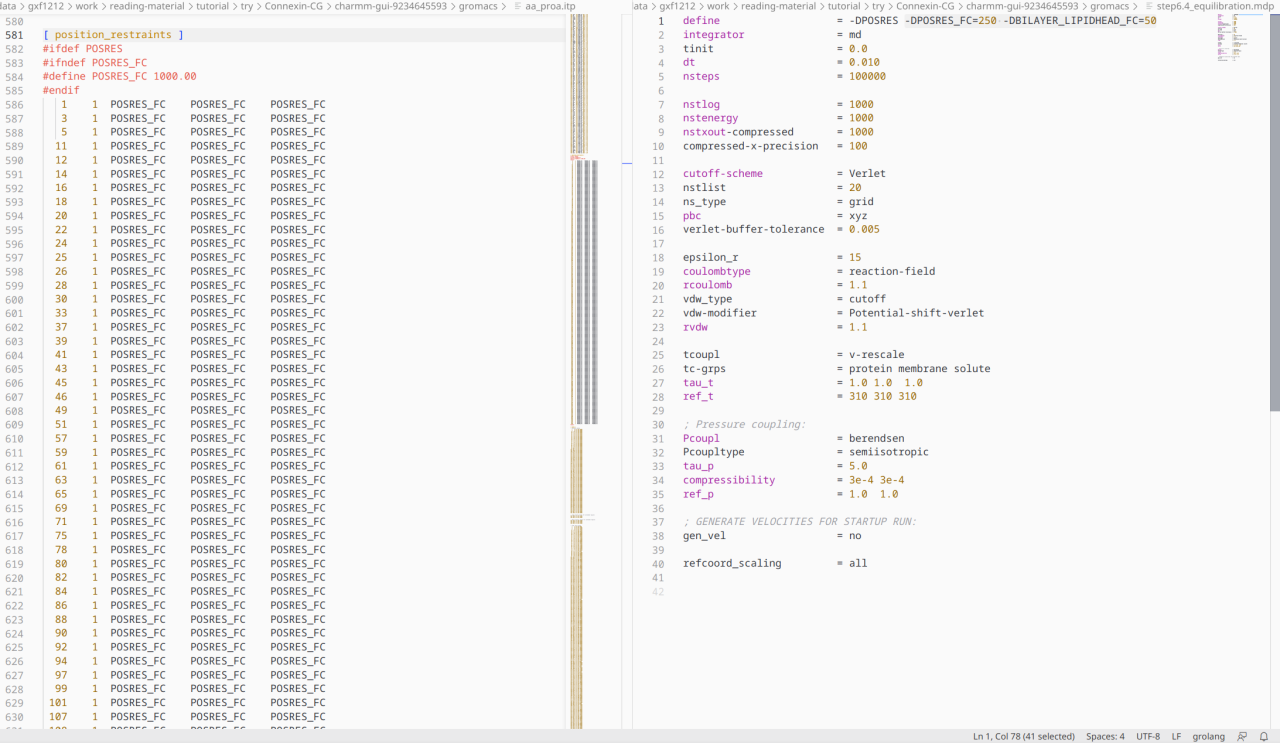 lata > gxf1212 > work > reading-material > tutorial > try > Connexin-CG > charmm-gui-9234645593 > gromacs > aa_proa.itp
580
581 [ position_restraints ]
582 #ifdef POSRES
583 #ifndef POSRES_FC
584 #define POSRES_FC 1000.00
585 #endif
586 1 1 POSRES_FC POSRES_FC POSRES_FC
587 3 1 POSRES_FC POSRES_FC POSRES_FC
588 5 1 POSRES_FC POSRES_FC POSRES_FC
589 11 1 POSRES_FC POSRES_FC POSRES_FC
590 12 1 POSRES_FC POSRES_FC POSRES_FC
591 14 1 POSRES_FC POSRES_FC POSRES_FC
592 16 1 POSRES_FC POSRES_FC POSRES_FC
593 18 1 POSRES_FC POSRES_FC POSRES_FC
594 20 1 POSRES_FC POSRES_FC POSRES_FC
595 22 1 POSRES_FC POSRES_FC POSRES_FC
596 24 1 POSRES_FC POSRES_FC POSRES_FC
597 25 1 POSRES_FC POSRES_FC POSRES_FC
598 26 1 POSRES_FC POSRES_FC POSRES_FC
599 28 1 POSRES_FC POSRES_FC POSRES_FC
600 30 1 POSRES_FC POSRES_FC POSRES_FC
601 33 1 POSRES_FC POSRES_FC POSRES_FC
602 37 1 POSRES_FC POSRES_FC POSRES_FC
603 39 1 POSRES_FC POSRES_FC POSRES_FC
604 41 1 POSRES_FC POSRES_FC POSRES_FC
605 43 1 POSRES_FC POSRES_FC POSRES_FC
606 45 1 POSRES_FC POSRES_FC POSRES_FC
607 46 1 POSRES_FC POSRES_FC POSRES_FC
608 49 1 POSRES_FC POSRES_FC POSRES_FC
609 51 1 POSRES_FC POSRES_FC POSRES_FC
610 57 1 POSRES_FC POSRES_FC POSRES_FC
611 59 1 POSRES_FC POSRES_FC POSRES_FC
612 61 1 POSRES_FC POSRES_FC POSRES_FC
613 63 1 POSRES_FC POSRES_FC POSRES_FC
614 65 1 POSRES_FC POSRES_FC POSRES_FC
615 69 1 POSRES_FC POSRES_FC POSRES_FC
616 71 1 POSRES_FC POSRES_FC POSRES_FC
617 75 1 POSRES_FC POSRES_FC POSRES_FC
618 78 1 POSRES_FC POSRES_FC POSRES_FC
619 80 1 POSRES_FC POSRES_FC POSRES_FC
620 82 1 POSRES_FC POSRES_FC POSRES_FC
621 84 1 POSRES_FC POSRES_FC POSRES_FC
622 86 1 POSRES_FC POSRES_FC POSRES_FC
623 88 1 POSRES_FC POSRES_FC POSRES_FC
624 90 1 POSRES_FC POSRES_FC POSRES_FC
625 92 1 POSRES_FC POSRES_FC POSRES_FC
626 94 1 POSRES_FC POSRES_FC POSRES_FC
627 97 1 POSRES_FC POSRES_FC POSRES_FC
628 99 1 POSRES_FC POSRES_FC POSRES_FC
629 101 1 POSRES_FC POSRES_FC POSRES_FC
630 107 1 POSRES_FC POSRES_FC POSRES_FC
ata > gxf1212 > work > reading-material > tutorial > try > Connexin-CG > charmm-gui-9234645593 > gromacs > step6.4_equilibration.mdp
1 define = -DPOSRES -DPOSRES_FC=250 -DBILAYER_LIPIDHEAD_FC=50
2 integrator = md
3 tinit = 0.0
4 dt = 0.010
5 nsteps = 100000
6
7 nstlog = 1000
8 nstenergy = 1000
9 nstxout-compressed = 1000
10 compressed-x-precision = 100
11
12 cutoff-scheme = Verlet
13 nstlist = 20
14 ns_type = grid
15 pbc = xyz
16 verlet-buffer-tolerance = 0.005
17
18 epsilon_r = 15
19 coulombtype = reaction-field
20 rcoulomb = 1.1
21 vdw_type = cutoff
22 vdw-modifier = Potential-shift-verlet
23 rvdw = 1.1
24
25 tcoupl = v-rescale
26 tc-grps = protein membrane solute
27 tau_t = 1.0 1.0 1.0
28 ref_t = 310 310 310
29
30 ; Pressure coupling:
31 Pcoupl = berendsen
32 Pcoupltype = semiisotropic
33 tau_p = 5.0
34 compressibility = 3e-4 3e-4
35 ref_p = 1.0 1.0
36
37 ; GENERATE VELOCITIES FOR STARTUP RUN:
38 gen_vel = no
39
40 refcoord_scaling = all
41
42
Ln 1, Col 78 (41 selected) Spaces: 4 UTF-8 LF grolang